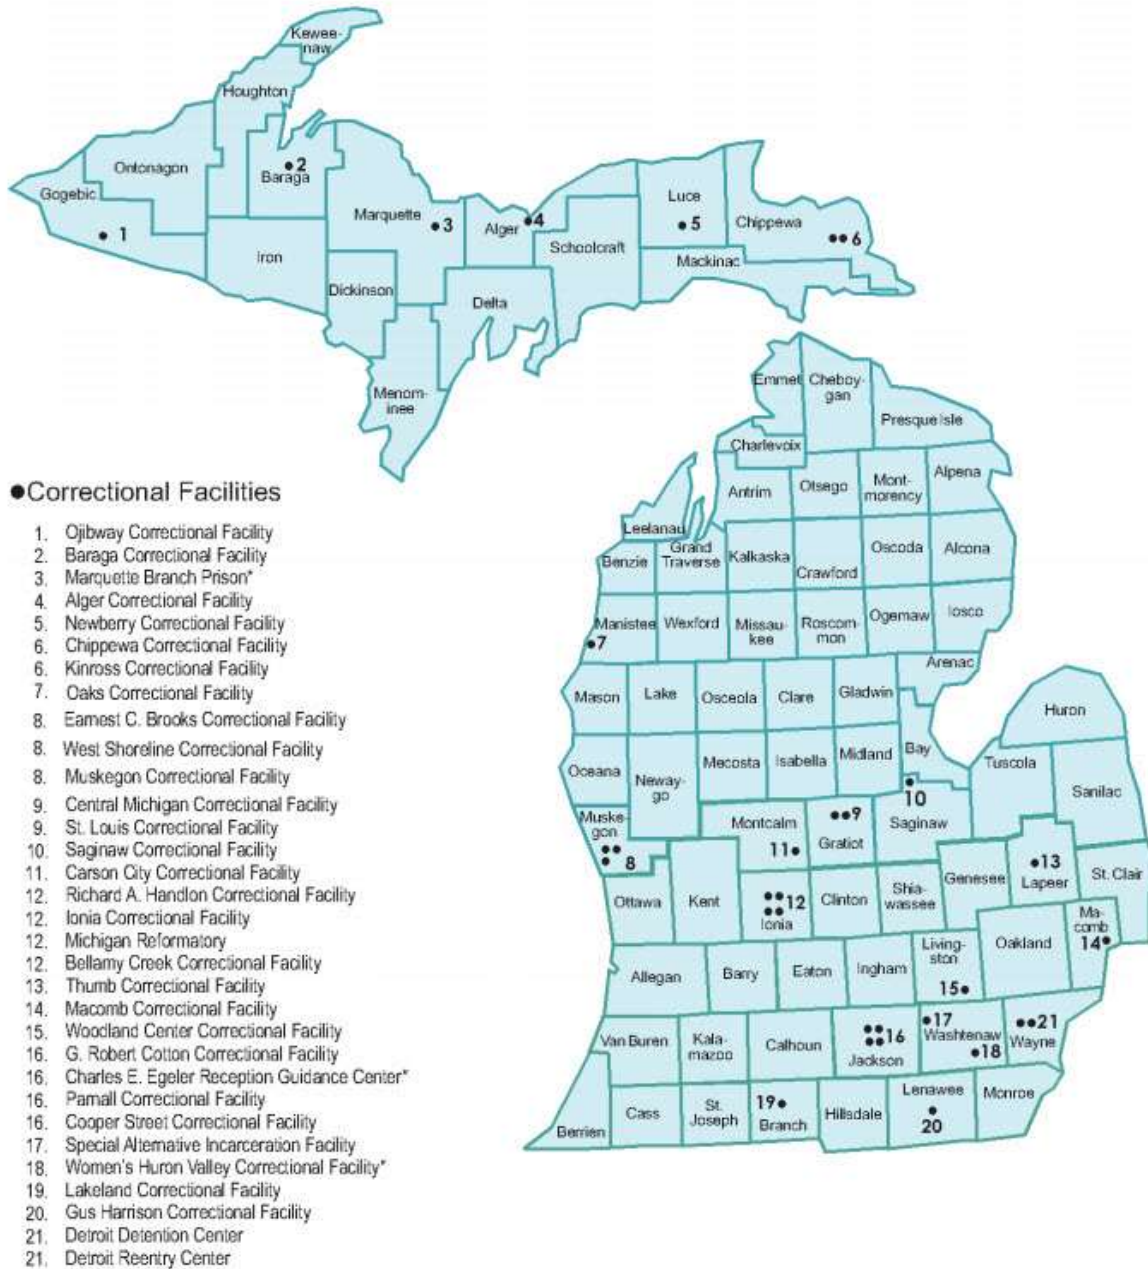 Kewee-
naw
Houghton
Ontonagon
●2
Baraga
Gogebic
● 1
Marquette
●3
Alger
●4
Luce
●5
Chippewa
●● 6
Schoolcraft
Mackinac
Iron
Dickinson
Delta
Menom-
inee
Emmet
Cheboy-
gan
Presque Isle
Charlevoix
Antrim
Otsego
Mont-
morency
Alpena
Leelanau
Benzie
Grand
Traverse
Kalkaska
Crawford
Oscoda
Alcona
Manistee
●7
Wexford
Missau-
kee
Roscom-
mon
Ogemaw
Iosco
Arenac
Mason
Lake
Osceola
Clare
Gladwin
Huron
Oceana
Neway-
go
Mecosta
Isabella
Midland
Bay
Tuscola
Sanilac
Muske-
gon
8
Montcalm
11●
●●9
Gratiot
10
Saginaw
Ottawa
Kent
12
Ionia
Clinton
Shia-
wassee
Genesee
●13
Lapeer
St. Clair
Allegan
Barry
Eaton
Ingham
Living-
ston
15●
Oakland
Ma-
comb
14●
Van Buren
Kala-
mazoo
Calhoun
16
Jackson
●17
Washtenaw
●18
●●21
Wayne
Berrien
Cass
St.
Joseph
19●
Branch
Hillsdale
Lenawee
20
Monroe
●Correctional Facilities
1. Ojibway Correctional Facility
2. Baraga Correctional Facility
3. Marquette Branch Prison*
4. Alger Correctional Facility
5. Newberry Correctional Facility
6. Chippewa Correctional Facility
6. Kinross Correctional Facility
7. Oaks Correctional Facility
8. Earnest C. Brooks Correctional Facility
8. West Shoreline Correctional Facility
8. Muskegon Correctional Facility
9. Central Michigan Correctional Facility
9. St. Louis Correctional Facility
10. Saginaw Correctional Facility
11. Carson City Correctional Facility
12. Richard A. Handlon Correctional Facility
12. Ionia Correctional Facility
12. Michigan Reformatory
12. Bellamy Creek Correctional Facility
13. Thumb Correctional Facility
14. Macomb Correctional Facility
15. Woodland Center Correctional Facility
16. G. Robert Cotton Correctional Facility
16. Charles E. Egeler Reception Guidance Center*
16. Parnall Correctional Facility
16. Cooper Street Correctional Facility
17. Special Alternative Incarceration Facility
18. Women's Huron Valley Correctional Facility*
19. Lakeland Correctional Facility
20. Gus Harrison Correctional Facility
21. Detroit Detention Center
21. Detroit Reentry Center